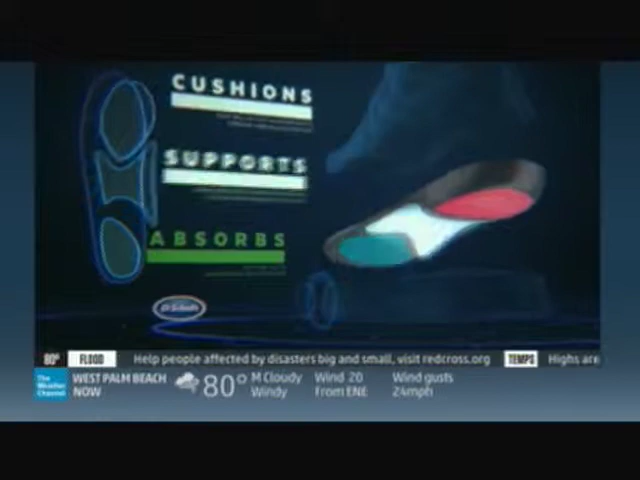 CUSHIONS
SUPPORTS
ABSORBS
Dr Scholl's
80° FLOOD Help people affected by disasters big and small, visit redcross.org TEMPS Highs are
The Weather Channel
WEST PALM BEACH
NOW
80°
M Cloudy
Windy
Wind 20
From ENE
Wind gusts
24mph